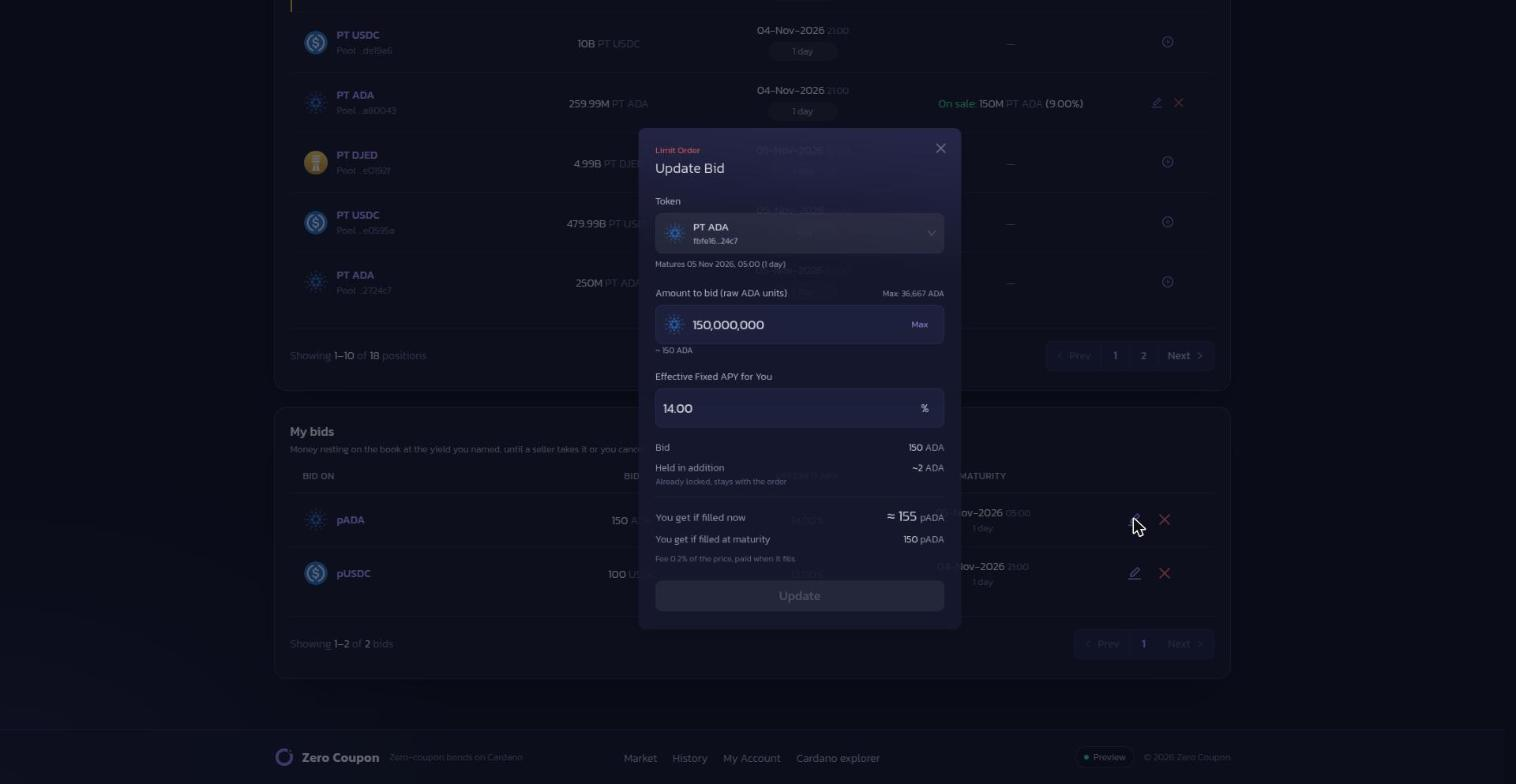 PT USDC
Pool ...de19a6
10B PT USDC
04-Nov-2026 21:00
1 day
—
PT ADA
Pool ...a80043
259.99M PT ADA
04-Nov-2026 21:00
1 day
On sale: 150M PT ADA (9.00%)
PT DJED
Pool ...e0192f
4.99B PT DJED
—
PT USDC
Pool ...e0595a
479.99B PT US
—
PT ADA
Pool ...2724c7
250M PT ADA
—
Showing 1–10 of 18 positions
Prev 1 2 Next
Limit Order
Update Bid
Token
PT ADA
fbfe16...24c7
Matures 05 Nov 2026, 05:00 (1 day)
Amount to bid (raw ADA units)
Max: 36,667 ADA
150,000,000
Max
~ 150 ADA
Effective Fixed APY for You
14.00
%
Bid
150 ADA
Held in addition
~2 ADA
Already locked, stays with the order
You get if filled now
≈ 155 pADA
You get if filled at maturity
150 pADA
Fee 0.2% of the price, paid when it fills.
Update
My bids
Money resting on the book at the yield you named, until a seller takes it or you cance
BID ON
BID
MATURITY
pADA
150 A
-Nov-2026 05:00
1 day
pUSDC
100 US
04-Nov-2026 21:00
1 day
Showing 1–2 of 2 bids
Prev 1 Next
Zero Coupon
Zero-coupon bonds on Cardano
Market
History
My Account
Cardano explorer
Preview
© 2026 Zero Coupon